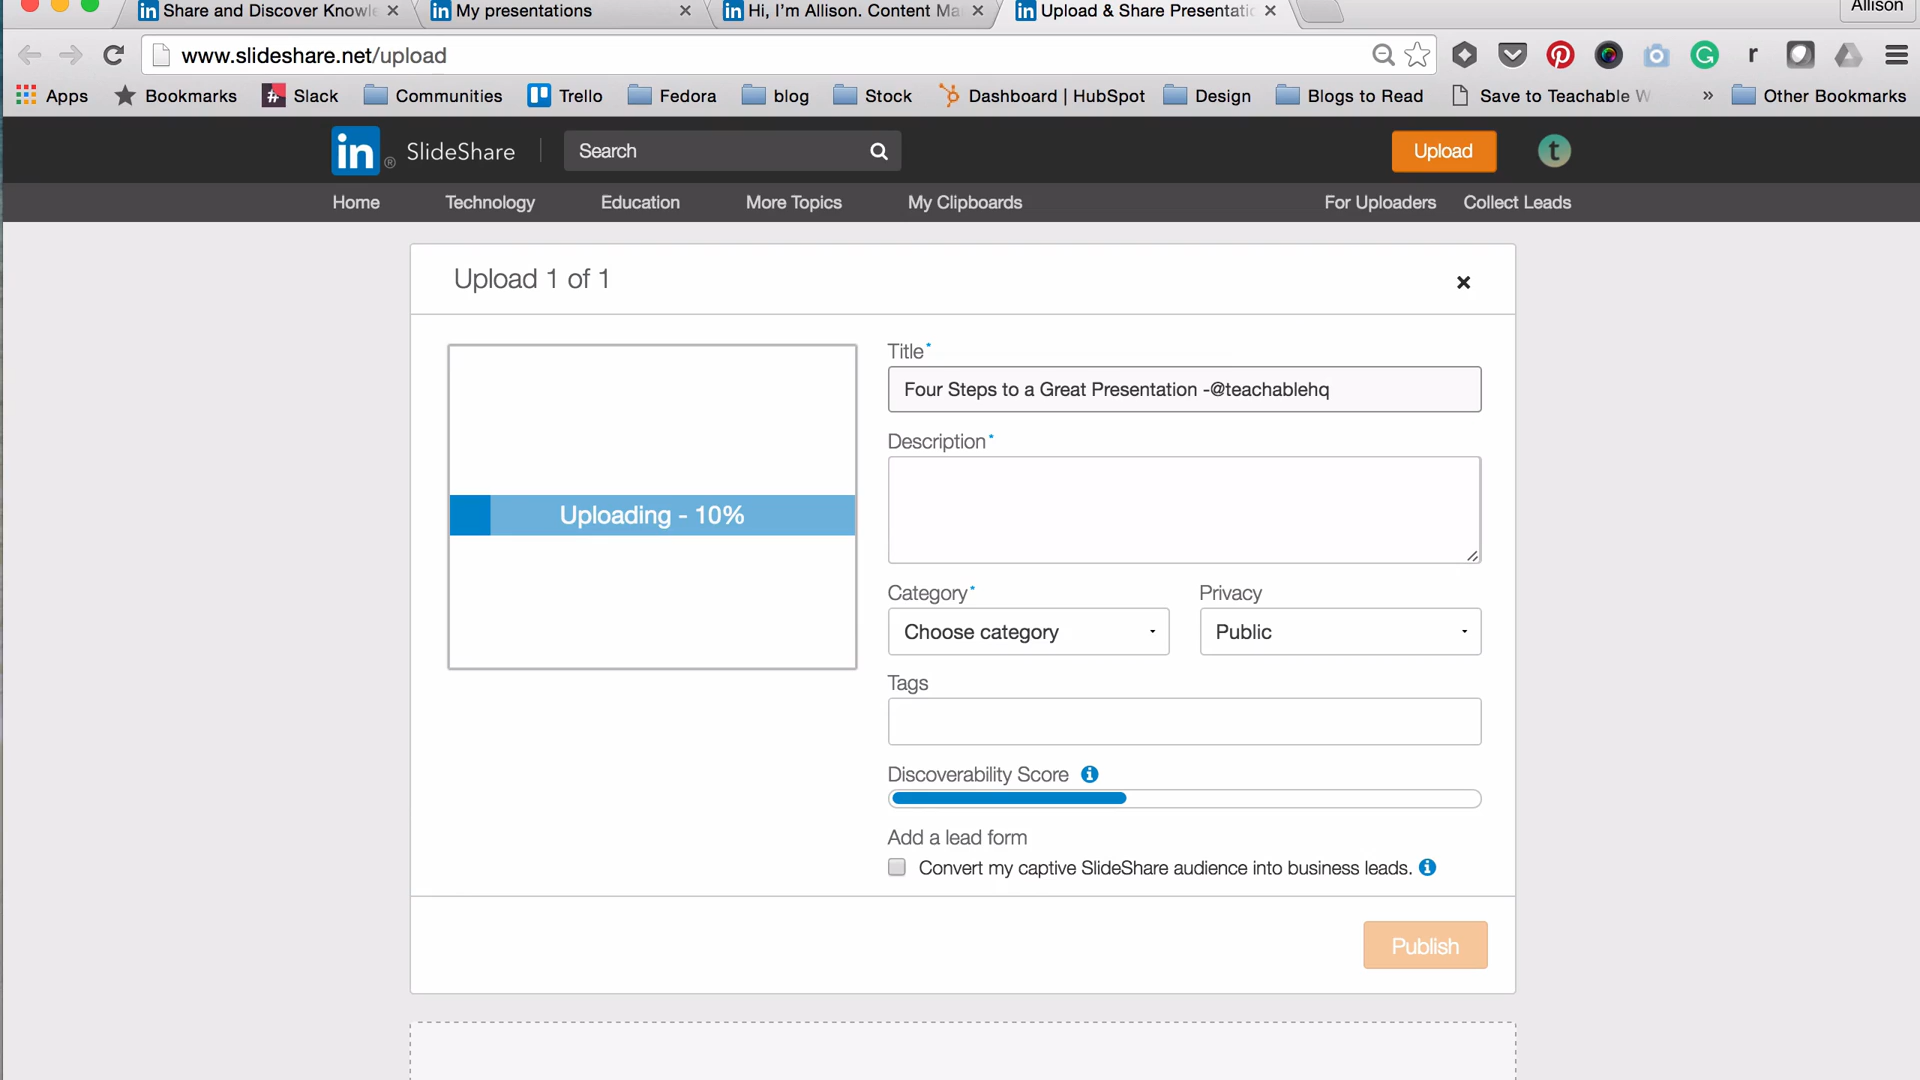 Share and Discover Knowle
My presentations
Hi, I'm Allison. Content Ma
Upload & Share Presentatio
Allison
www.slideshare.net/upload
Apps
Bookmarks
Slack
Communities
Trello
Fedora
blog
Stock
Dashboard | HubSpot
Design
Blogs to Read
Save to Teachable W
»
Other Bookmarks
in® SlideShare
Search
Upload
t
Home
Technology
Education
More Topics
My Clipboards
For Uploaders
Collect Leads
Upload 1 of 1
Uploading - 10%
Title*
Four Steps to a Great Presentation -@teachablehq
Description*
Category*
Privacy
Choose category
Public
Tags
Discoverability Score
Add a lead form
Convert my captive SlideShare audience into business leads.
Publish